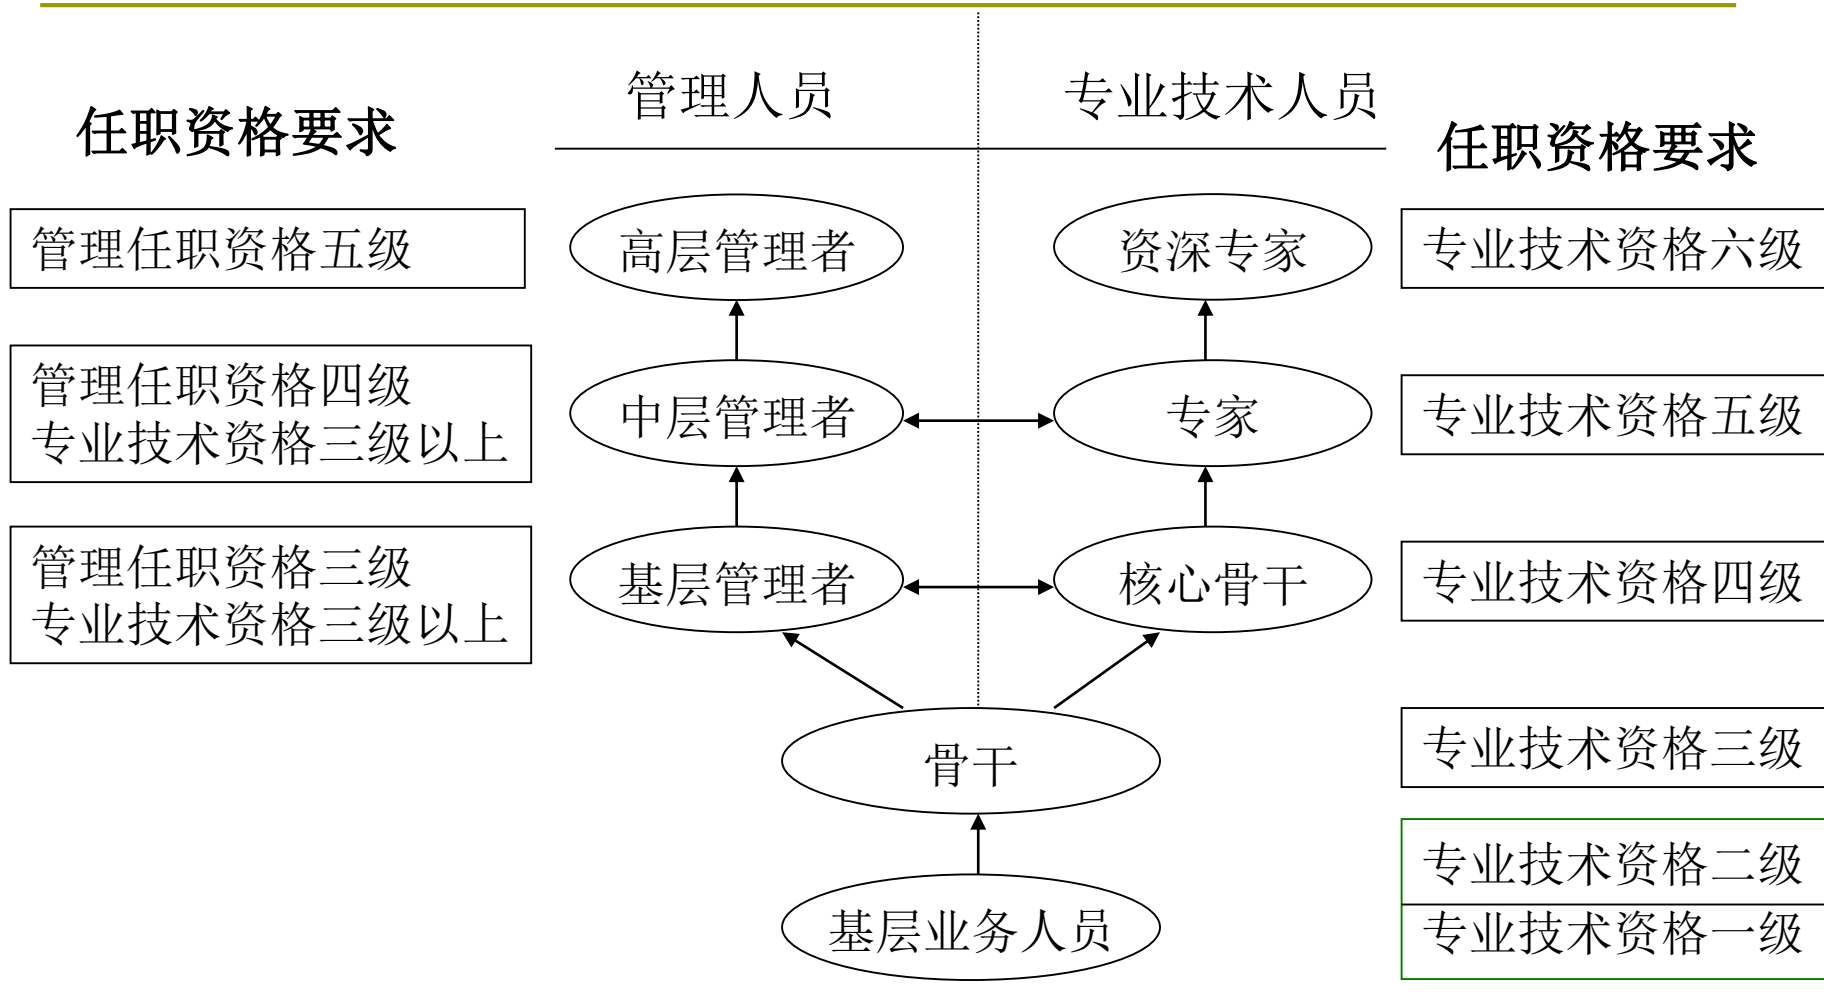 管理人员
专业技术人员
任职资格要求
任职资格要求
管理任职资格五级
高层管理者
资深专家
专业技术资格六级
管理任职资格四级
专业技术资格三级以上
中层管理者
专家
专业技术资格五级
管理任职资格三级
专业技术资格三级以上
基层管理者
核心骨干
专业技术资格四级
骨干
专业技术资格三级
基层业务人员
专业技术资格二级
专业技术资格一级